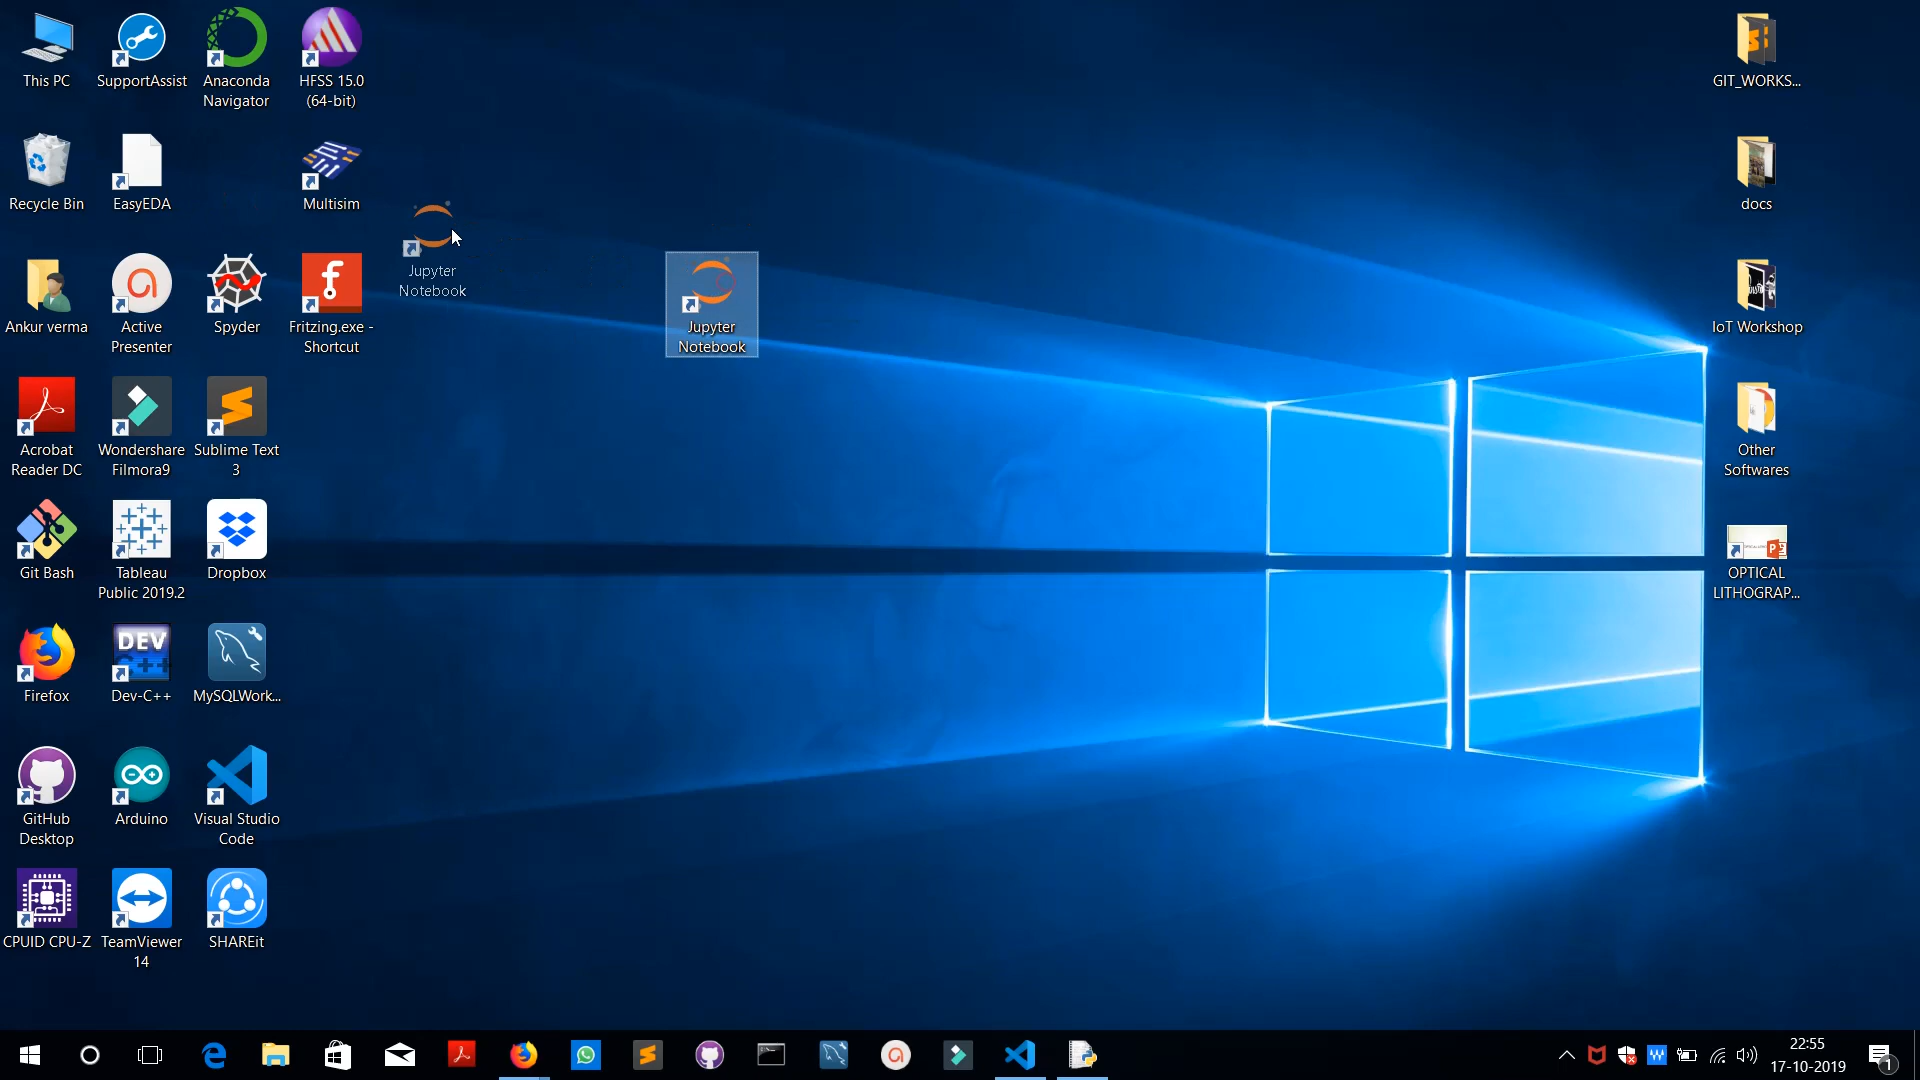 This PC
SupportAssist
Anaconda
Navigator
HFSS 15.0
(64-bit)
GIT_WORKS...
Recycle Bin
EasyEDA
Multisim
docs
Jupyter
Notebook
Ankur verma
Active
Presenter
Spyder
Fritzing.exe -
Shortcut
Jupyter
Notebook
IoT Workshop
Acrobat
Reader DC
Wondershare
Filmora9
Sublime Text
3
Other
Softwares
Git Bash
Tableau
Public 2019.2
Dropbox
OPTICAL
LITHOGRAP...
DEV
C++
Firefox
Dev-C++
MySQLWork...
GitHub
Desktop
Arduino
Visual Studio
Code
CPUID CPU-Z
TeamViewer
14
SHAREit
22:55
17-10-2019
1